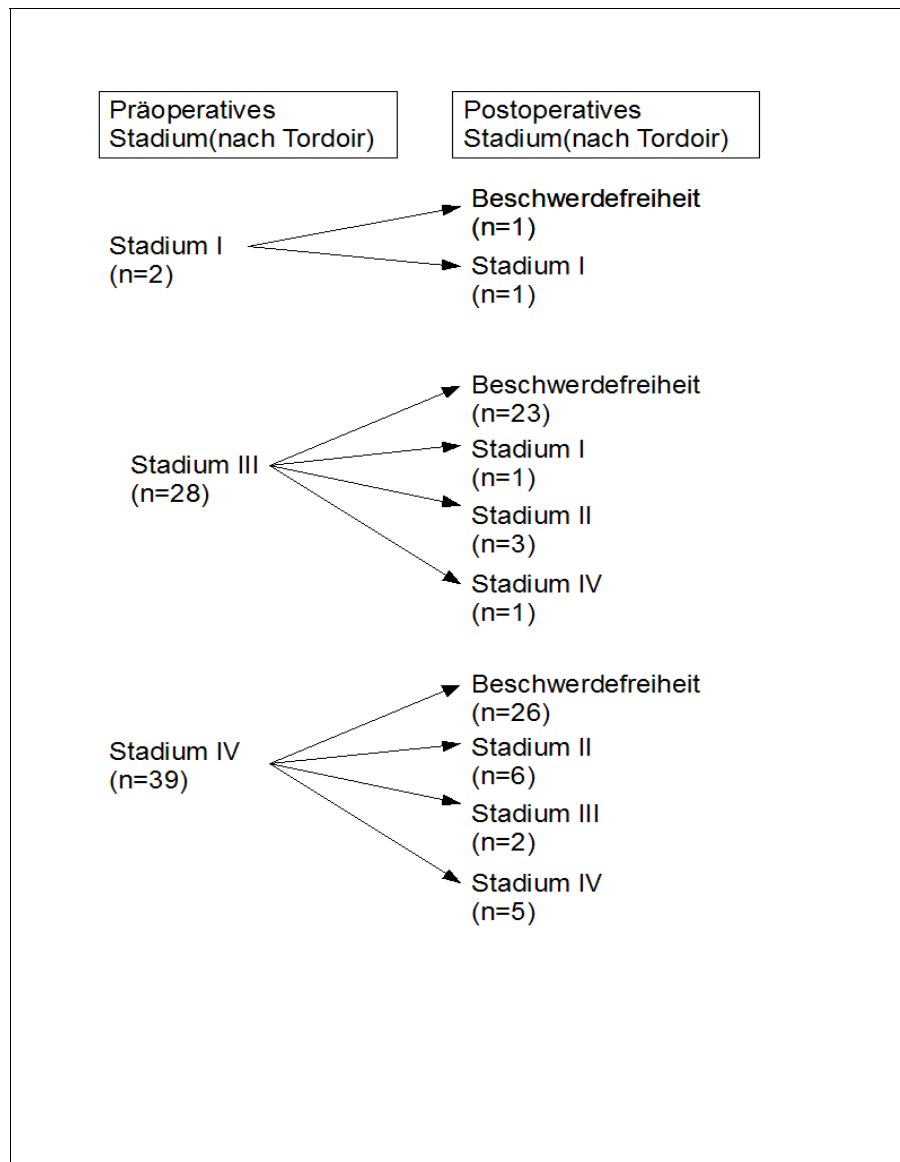 Präoperatives
Stadium(nach Tordoir)
Postoperatives
Stadium(nach Tordoir)
Stadium I
(n=2)
Beschwerdefreiheit
(n=1)
Stadium I
(n=1)
Stadium III
(n=28)
Beschwerdefreiheit
(n=23)
Stadium I
(n=1)
Stadium II
(n=3)
Stadium IV
(n=1)
Stadium IV
(n=39)
Beschwerdefreiheit
(n=26)
Stadium II
(n=6)
Stadium III
(n=2)
Stadium IV
(n=5)